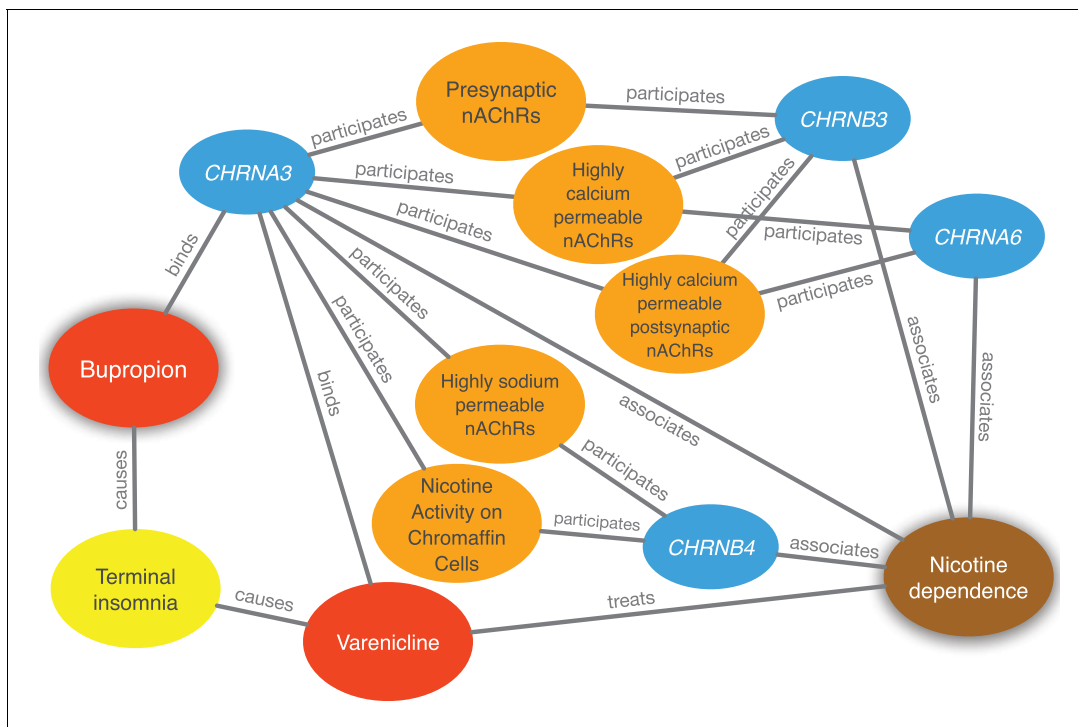 Presynaptic
nAChRs
participates
CHRNB3
participates
CHRNA3
participates
Highly
calcium
permeable
nAChRs
participates
participates
participates
participates
CHRNA6
binds
participates
Highly calcium
permeable
postsynaptic
nAChRs
participates
participates
participates
associates
associates
Bupropion
binds
Highly sodium
permeable
nAChRs
associates
causes
participates
Nicotine
Activity on
Chromaffin
Cells
participates
CHRNB4
associates
Nicotine
dependence
Terminal
insomnia
causes
Varenicline
treats